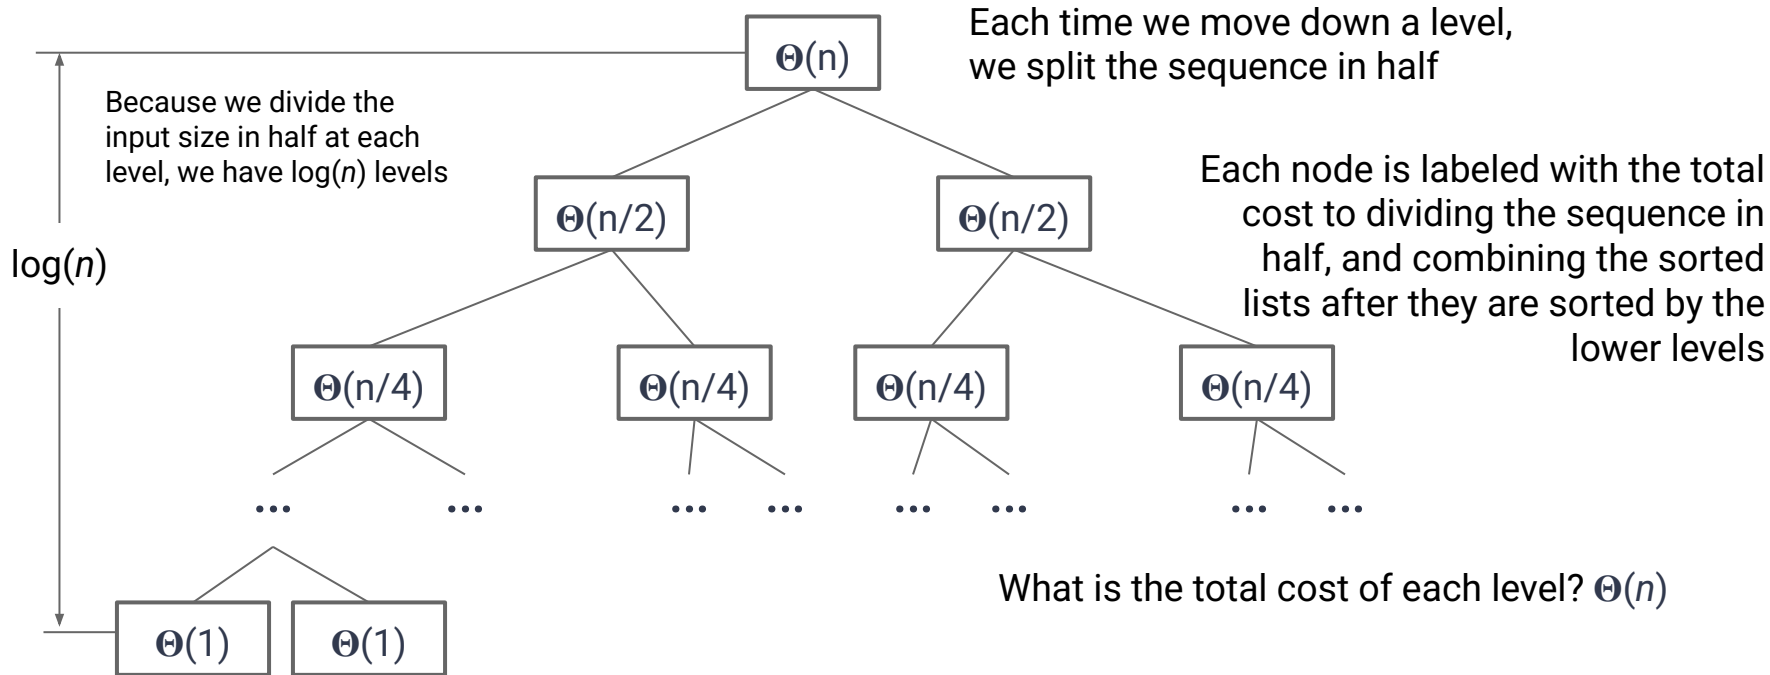 Each time we move down a level,
we split the sequence in half
Θ(n)
Because we divide the
input size in half at each
level, we have log(n) levels
Each node is labeled with the total
cost to dividing the sequence in
half, and combining the sorted
lists after they are sorted by the
lower levels
Θ(n/2) Θ(n/2)
log(n)
Θ(n/4) Θ(n/4) Θ(n/4) Θ(n/4)
... ... ... ... ... ... ... ...
What is the total cost of each level? Θ(n)
Θ(1) Θ(1)